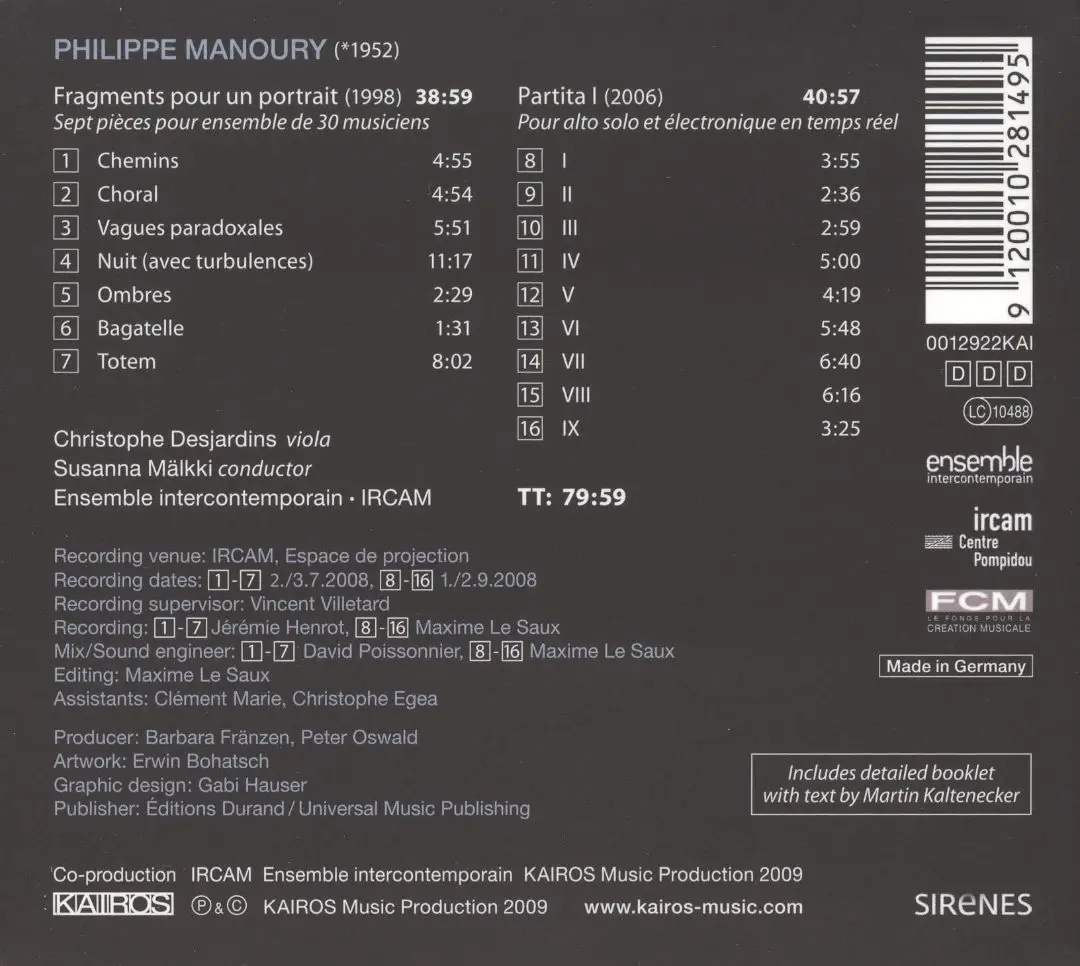 PHILIPPE MANOURY (*1952)
Fragments pour un portrait (1998) 38:59
Sept pièces pour ensemble de 30 musiciens
1 Chemins 4:55
2 Choral 4:54
3 Vagues paradoxales 5:51
4 Nuit (avec turbulences) 11:17
5 Ombres 2:29
6 Bagatelle 1:31
7 Totem 8:02
Partita I (2006) 40:57
Pour alto solo et électronique en temps réel
8 I 3:55
9 II 2:36
10 III 2:59
11 IV 5:00
12 V 4:19
13 VI 5:48
14 VII 6:40
15 VIII 6:16
16 IX 3:25
TT: 79:59
Christophe Desjardins viola
Susanna Mälkki conductor
Ensemble intercontemporain · IRCAM
Recording venue: IRCAM, Espace de projection
Recording dates: 1-7 2./3.7.2008, 8-16 1./2.9.2008
Recording supervisor: Vincent Villetard
Recording: 1-7 Jérémie Henrot, 8-16 Maxime Le Saux
Mix/Sound engineer: 1-7 David Poissonnier, 8-16 Maxime Le Saux
Editing: Maxime Le Saux
Assistants: Clément Marie, Christophe Egea
Producer: Barbara Fränzen, Peter Oswald
Artwork: Erwin Bohatsch
Graphic design: Gabi Hauser
Publisher: Éditions Durand / Universal Music Publishing
9 120010 281495
0012922KAI
D D D
LC 10488
ensemble
intercontemporain
ircam
Centre
Pompidou
FCM
LE FONDS POUR LA
CREATION MUSICALE
Made in Germany
Includes detailed booklet
with text by Martin Kaltenecker
Co-production IRCAM Ensemble intercontemporain KAIROS Music Production 2009
KAIROS Ⓟ & © KAIROS Music Production 2009 www.kairos-music.com
SIReNES